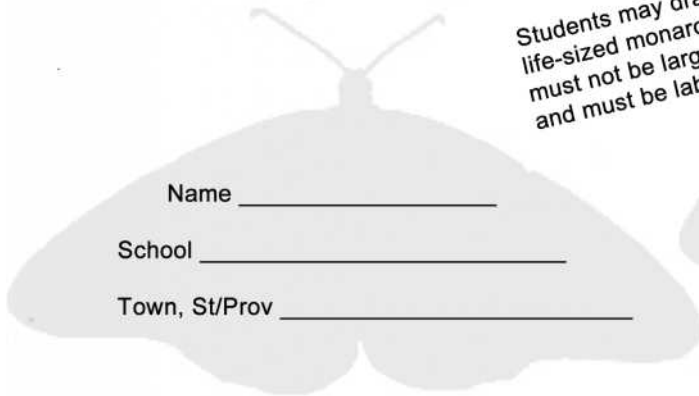 Students may
life-sized
must not be
and must be
Name
School
Town, St/Prov